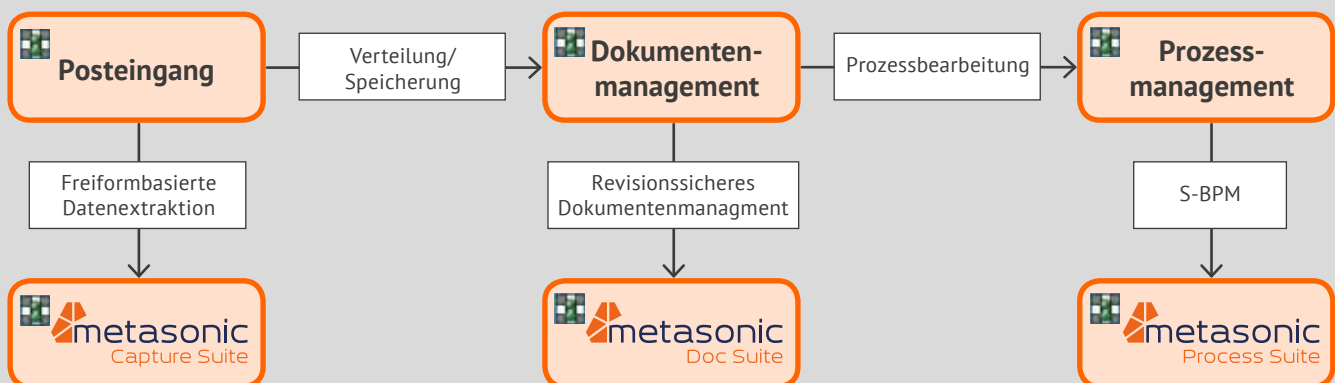 Posteingang
Verteilung/
Speicherung
Dokumenten-
management
Prozessbearbeitung
Prozess-
management
Freiformbasierte
Datenextraktion
Revisionssicheres
Dokumentenmanagment
S-BPM
metasonic
Capture Suite
metasonic
Doc Suite
metasonic
Process Suite